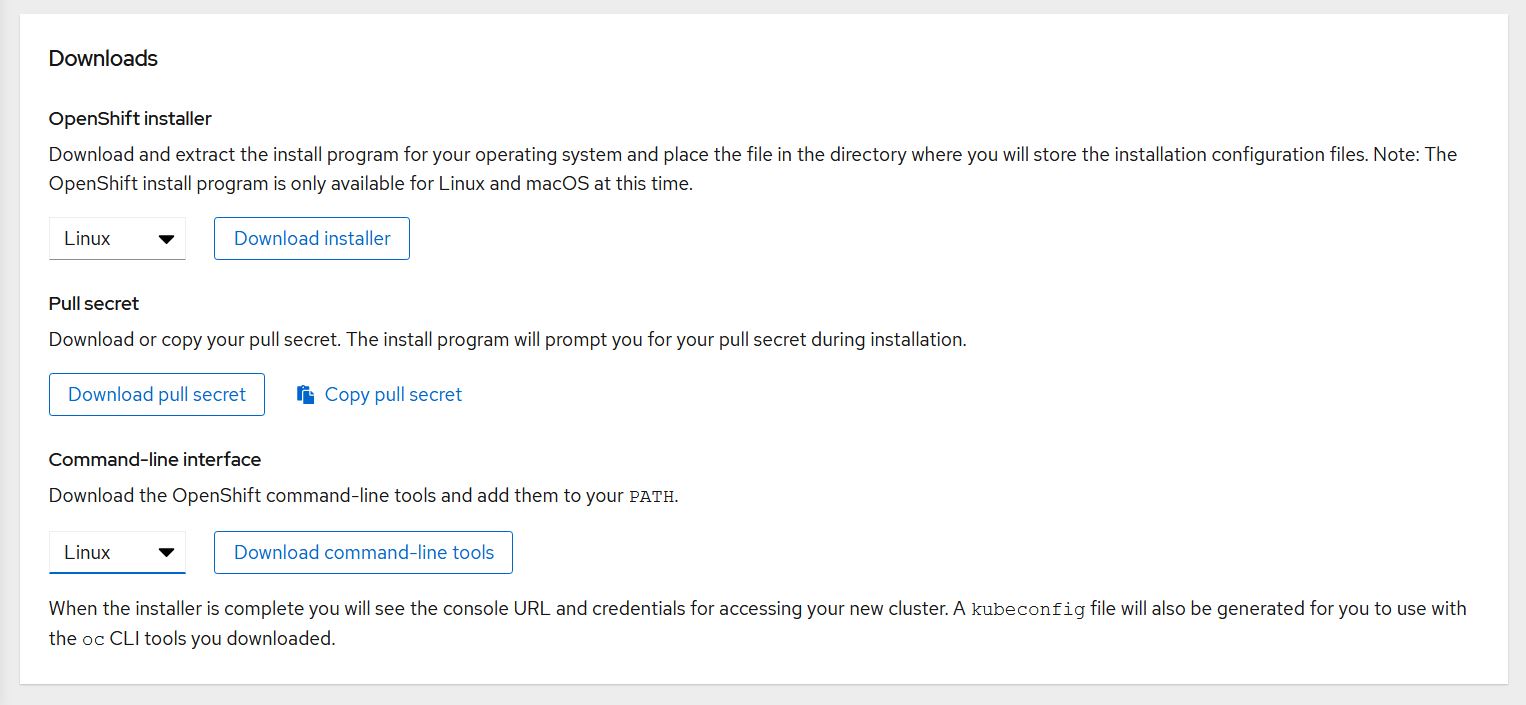 Downloads
OpenShift installer
Download and extract the install program for your operating system and place the file in the directory where you will store the installation configuration files. Note: The
OpenShift install program is only available for Linux and macOS at this time.
Linux
Download installer
Pull secret
Download or copy your pull secret. The install program will prompt you for your pull secret during installation.
Download pull secret
Copy pull secret
Command-line interface
Download the OpenShift command-line tools and add them to your PATH.
Linux
Download command-line tools
When the installer is complete you will see the console URL and credentials for accessing your new cluster. A kubeconfig file will also be generated for you to use with
the oc CLI tools you downloaded.